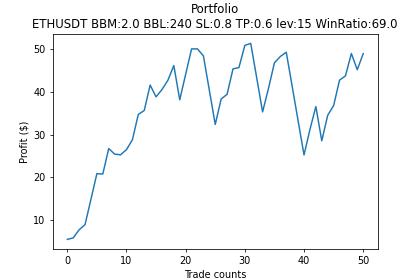 Portfolio
ETHUSDT BBM:2.0 BBL:240 SL:0.8 TP:0.6 lev:15 WinRatio:69.0
50
40
30
20
10
Profit ($)
0
10
20
30
40
50
Trade counts